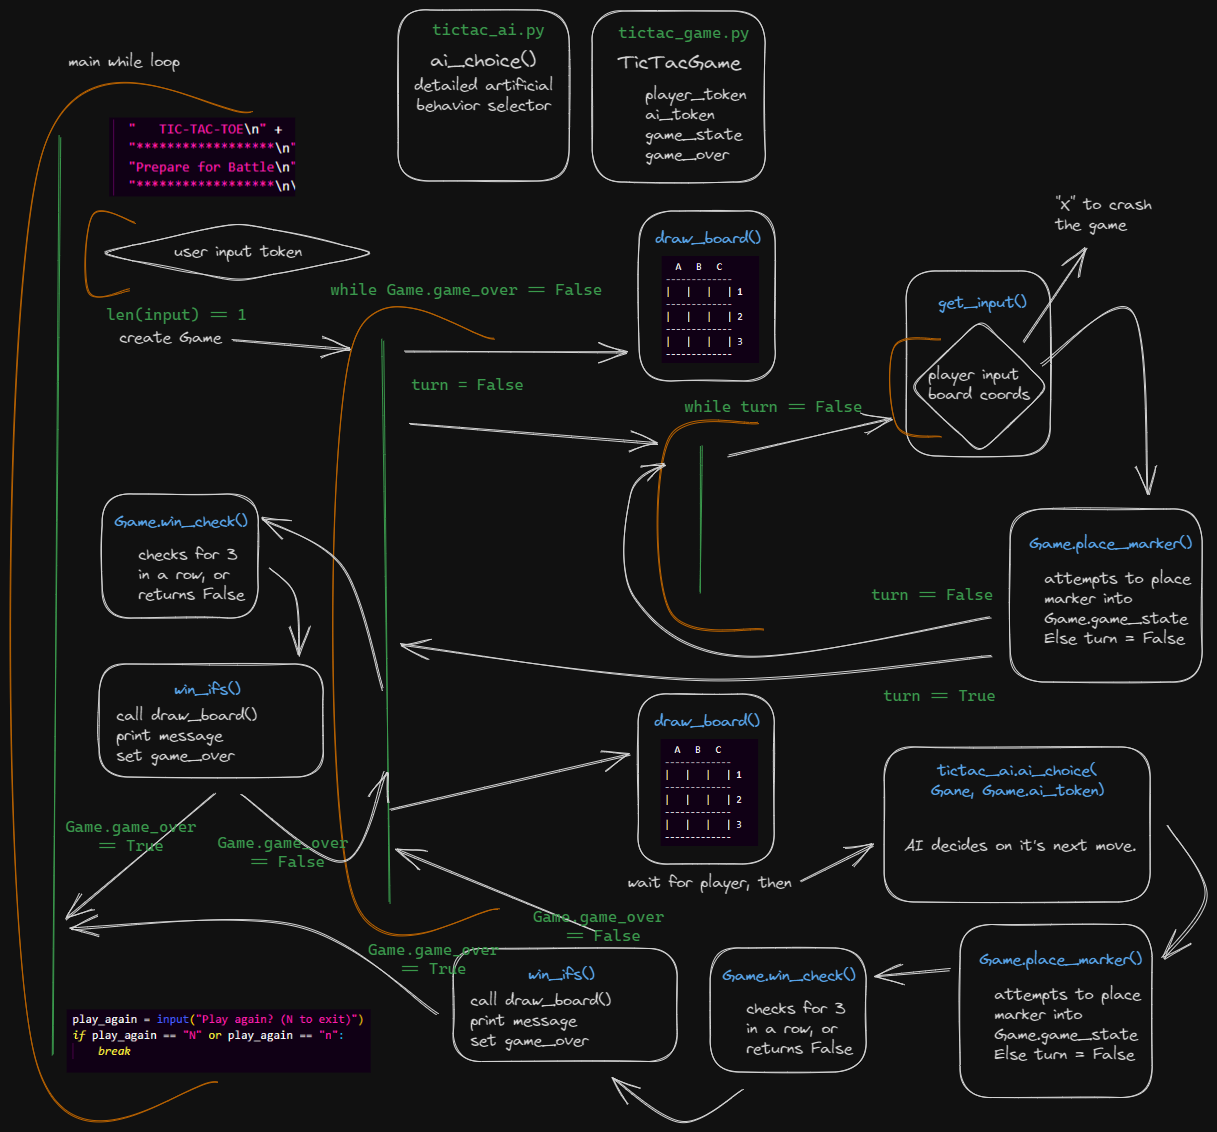 main while loop
"   TIC-TAC-TOE\n" +
"******************\n"
"Prepare for Battle\n"
"******************\n\
user input token
len(input) == 1
create Game
tictac_ai.py
ai_choice()
detailed artificial
behavior selector
tictac_game.py
TicTacGame
player_token
ai_token
game_state
game_over
while Game.game_over == False
turn = False
draw_board()
A B C
-------------
| | | | 1
-------------
| | | | 2
-------------
| | | | 3
-------------
while turn == False
"X" to crash
the game
get_input()
player input
board coords
Game.place_marker()
attempts to place
marker into
Game.game_state
Else turn = False
turn == False
turn == True
Game.win_check()
checks for 3
in a row, or
returns False
win_ifs()
call draw_board()
print message
set game_over
Game.game_over
== True
Game.game_over
== False
draw_board()
A B C
-------------
| | | | 1
-------------
| | | | 2
-------------
| | | | 3
-------------
wait for player, then
tictac_ai.ai_choice(
Gane, Game.ai_token)
AI decides on it's next move.
Game.place_marker()
attempts to place
marker into
Game.game_state
Else turn = False
Game.win_check()
checks for 3
in a row, or
returns False
win_ifs()
call draw_board()
print message
set game_over
Game.game_over
== False
Game.game_over
== True
play_again = input("Play again? (N to exit)")
if play_again == "N" or play_again == "n":
break